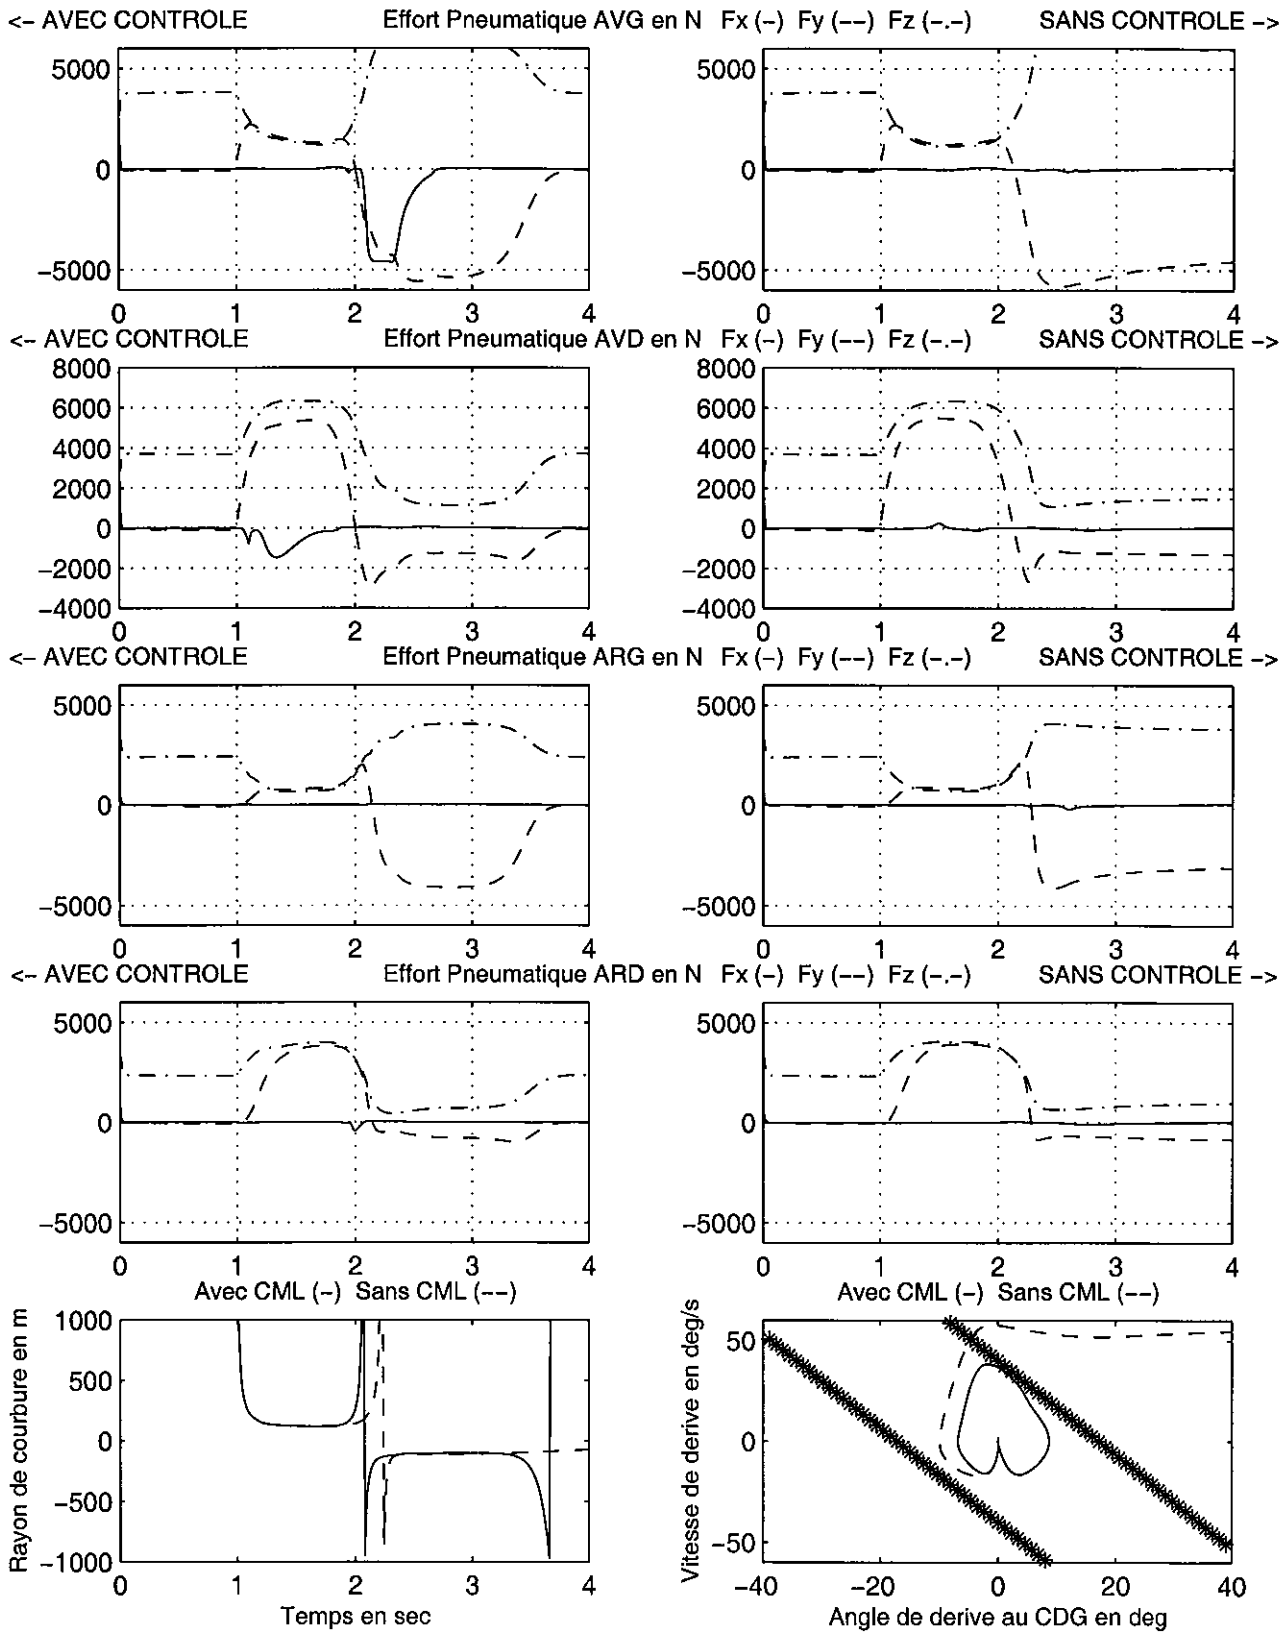 <- AVEC CONTROLE Effort Pneumatique AVG en N Fx (-) Fy (--) Fz (-.-) SANS CONTROLE ->
5000 5000
0 0
-5000 -5000
0 1 2 3 4 0 1 2 3 4
<- AVEC CONTROLE Effort Pneumatique AVD en N Fx (-) Fy (--) Fz (-.-) SANS CONTROLE ->
8000 8000
6000 6000
4000 4000
2000 2000
0 0
-2000 -2000
-4000 -4000
0 1 2 3 4 0 1 2 3 4
<- AVEC CONTROLE Effort Pneumatique ARG en N Fx (-) Fy (--) Fz (-.-) SANS CONTROLE ->
5000 5000
0 0
-5000 -5000
0 1 2 3 4 0 1 2 3 4
<- AVEC CONTROLE Effort Pneumatique ARD en N Fx (-) Fy (--) Fz (-.-) SANS CONTROLE ->
5000 5000
0 0
-5000 -5000
0 1 2 3 4 0 1 2 3 4
Avec CML (-) Sans CML (--)
Rayon de courbure en m
1000
500
0
-500
-1000
0 1 2 3 4
Temps en sec
Avec CML (-) Sans CML (--)
Vitesse de derive en deg/s
50
0
-50
-40 -20 0 20 40
Angle de derive au CDG en deg